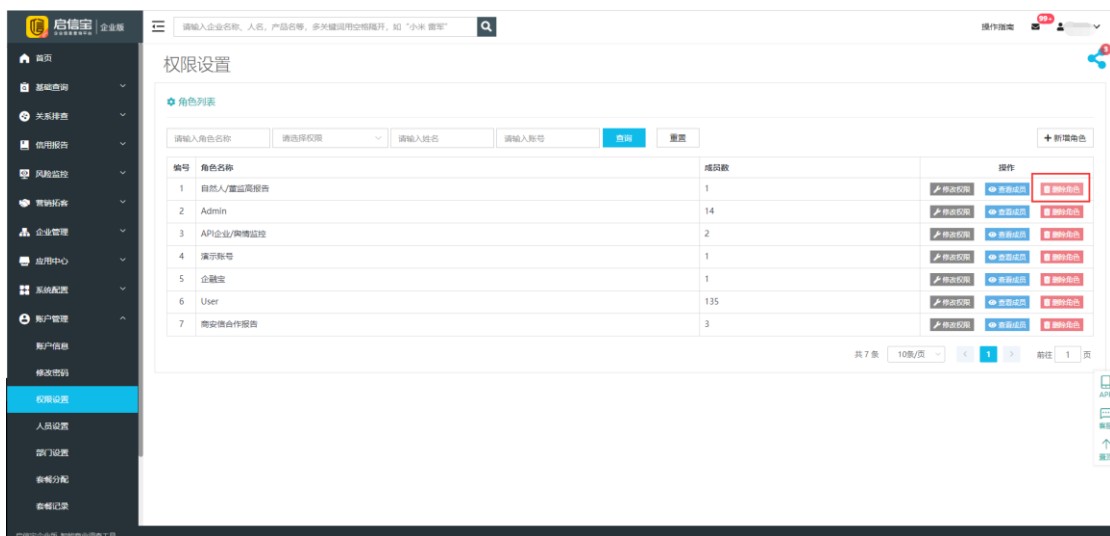 启信宝 企业版
请输入企业名称、人名、产品名等，多关键词用空格隔开，如 "小米 雷军"
操作指南
99+
首页
权限设置
3
基础查询
角色列表
关系排查
请输入角色名称 请选择权限 请输入姓名 请输入账号 查询 重置 + 新增角色
信用报告
编号 角色名称 成员数 操作
风险监控
1 自然人/董监高报告 1 修改权限 查看成员 删除角色
营销拓客
2 Admin 14 修改权限 查看成员 删除角色
企业管理
3 API企业/舆情监控 2 修改权限 查看成员 删除角色
应用中心
4 演示账号 1 修改权限 查看成员 删除角色
系统配置
5 企融宝 1 修改权限 查看成员 删除角色
6 User 135 修改权限 查看成员 删除角色
账户管理
7 商安信合作报告 3 修改权限 查看成员 删除角色
账户信息
共 7 条 10条/页 < 1 > 前往 1 页
修改密码
权限设置
API
人员设置
部门设置
套餐分配
套餐记录